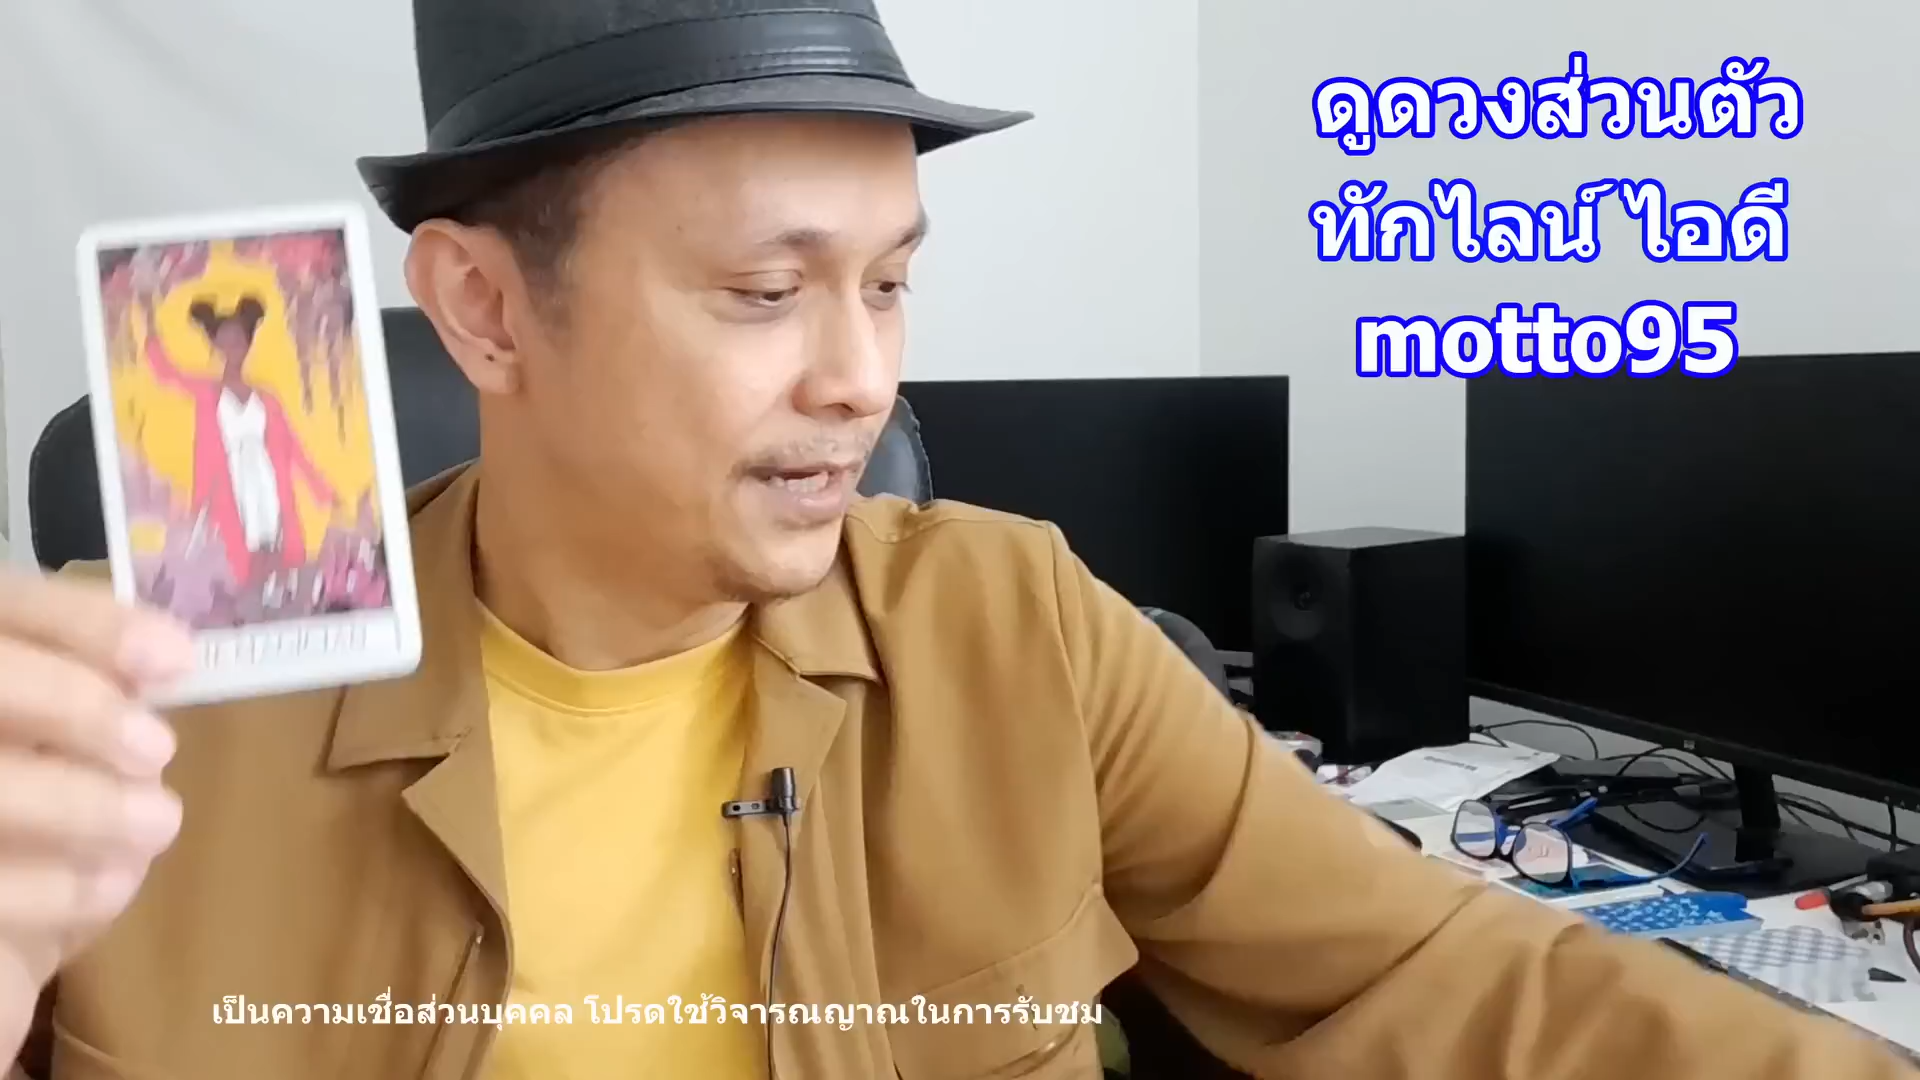 ดูดวงส่วนตัว
ทักไลน์ ไอดี
motto95
MAGICIAN
เป็นความเชื่อส่วนบุคคล โปรดใช้วิจารณญาณในการรับชม